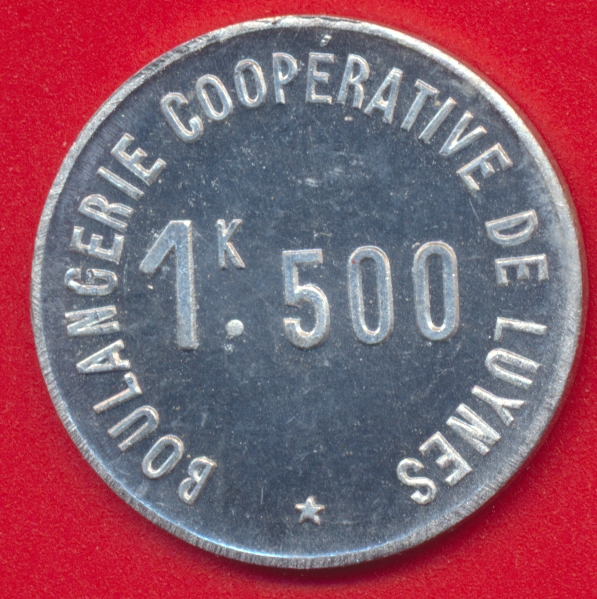 BOULANGERIE COOPÉRATIVE DE LUYNES
1K. 500